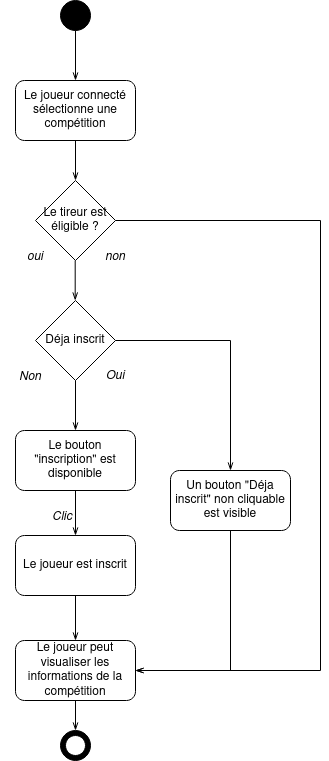 Le joueur connecté
sélectionne une
compétition
Le tireur est
éligible ?
oui
non
Déja inscrit
Non
Oui
Le bouton
"inscription" est
disponible
Un bouton "Déja
inscrit" non cliquable
est visible
Clic
Le joueur est inscrit
Le joueur peut
visualiser les
informations de la
compétition